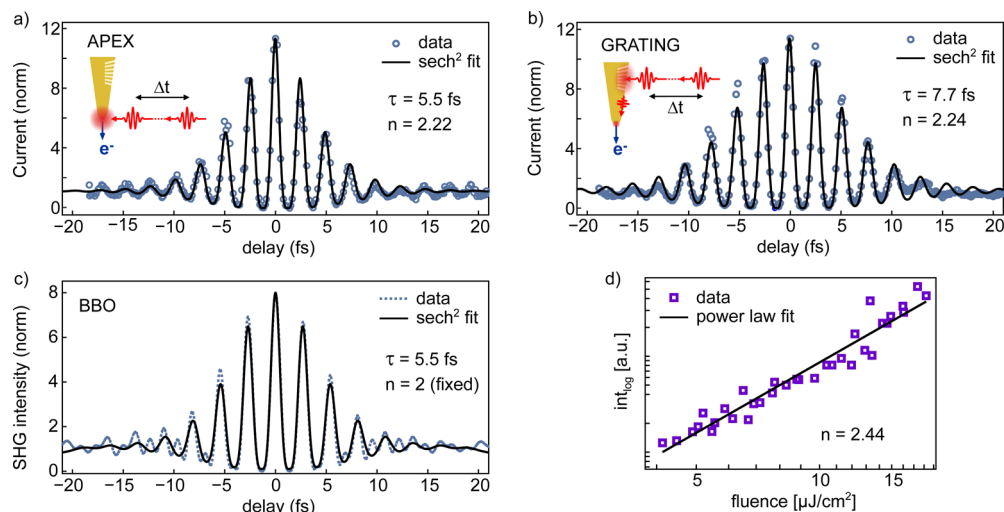 a)
APEX
data
sech² fit
τ = 5.5 fs
n = 2.22
Δt
e-
Current (norm)
12
8
4
0
−20 −15 −10 −5 0 5 10 15 20
delay (fs)
b)
GRATING
data
sech² fit
τ = 7.7 fs
n = 2.24
Δt
e-
Current (norm)
12
8
4
0
−20 −15 −10 −5 0 5 10 15 20
delay (fs)
c)
BBO
data
sech² fit
τ = 5.5 fs
n = 2 (fixed)
SHG intensity (norm)
8
6
4
2
0
−20 −15 −10 −5 0 5 10 15 20
delay (fs)
d)
data
power law fit
n = 2.44
int_log [a.u.]
5 10 15
fluence [μJ/cm²]